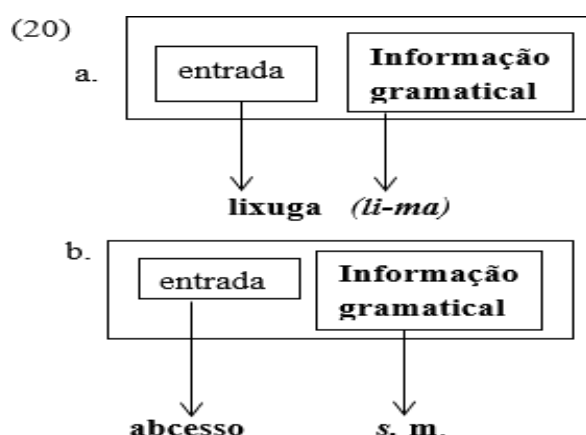 (20)
a.
entrada
Informação
gramatical
lixuga (li-ma)
b.
entrada
Informação
gramatical
abcesso s, m.